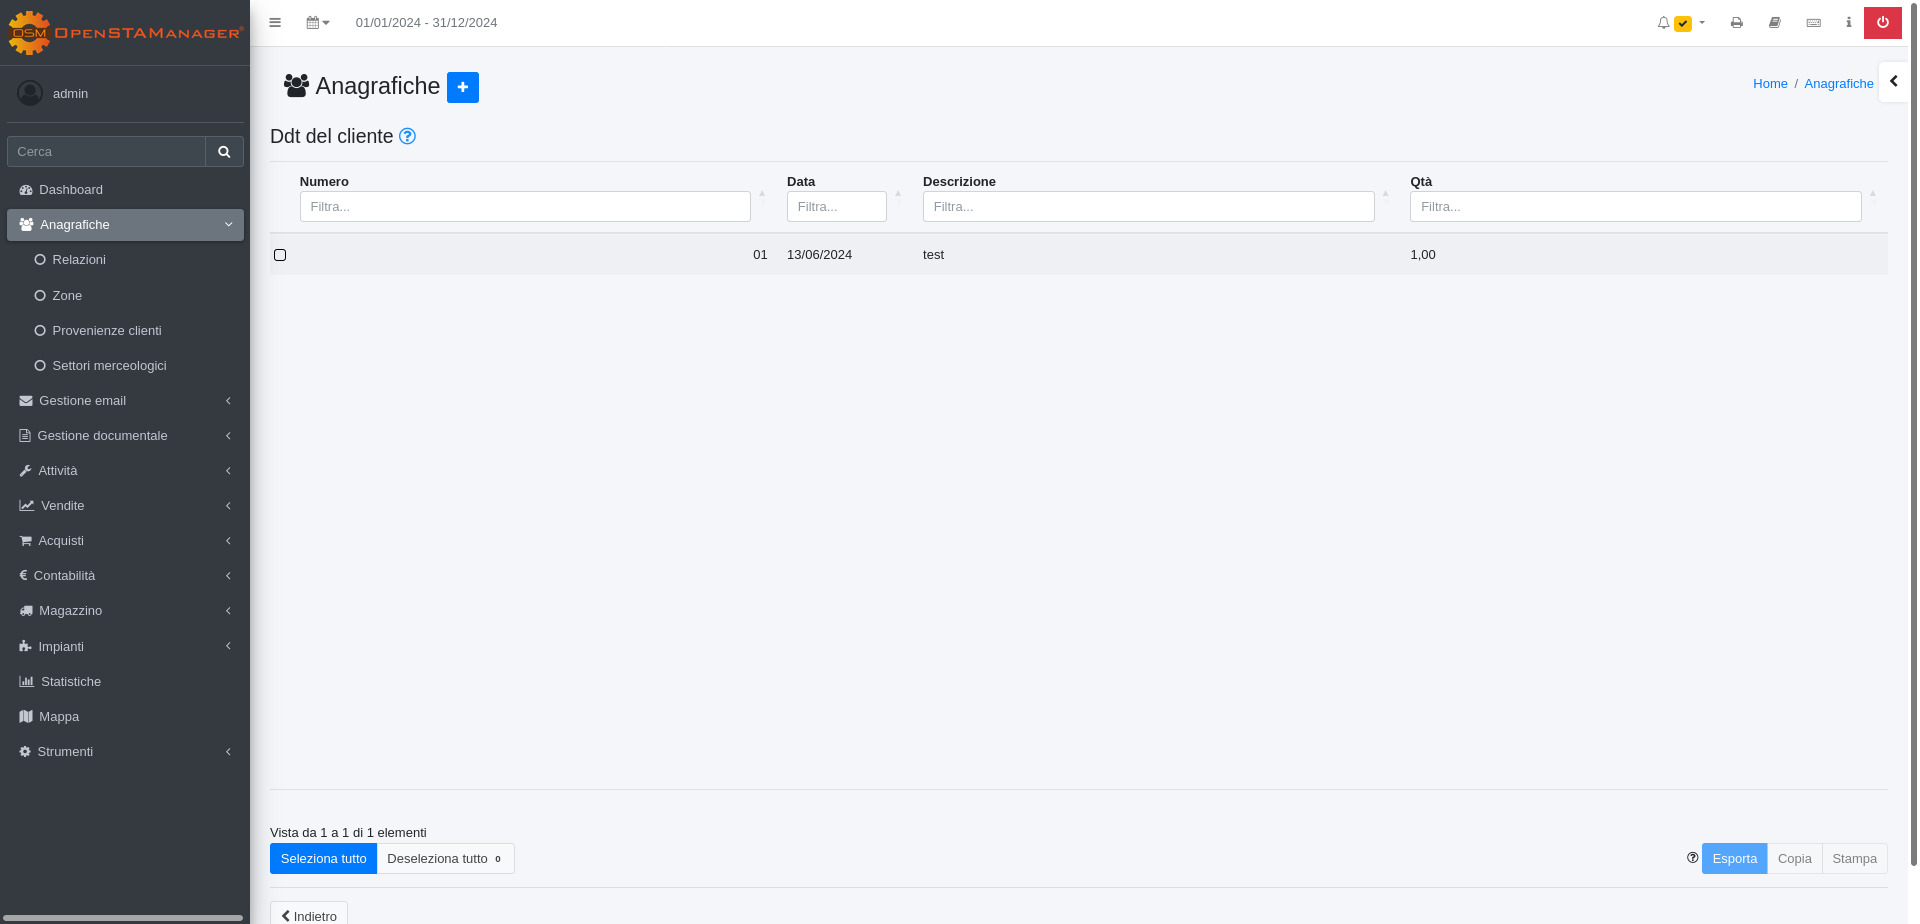 OSM OpenSTAManager®
01/01/2024 - 31/12/2024
admin
Anagrafiche
Home / Anagrafiche
Cerca
Dashboard
Anagrafiche
Relazioni
Zone
Provenienze clienti
Settori merceologici
Gestione email
Gestione documentale
Attività
Vendite
Acquisti
€ Contabilità
Magazzino
Impianti
Statistiche
Mappa
Strumenti
Ddt del cliente
Numero Data Descrizione Qtà
Filtra... Filtra... Filtra... Filtra...
01 13/06/2024 test 1,00
Vista da 1 a 1 di 1 elementi
Seleziona tutto Deseleziona tutto 0 Esporta Copia Stampa
Indietro